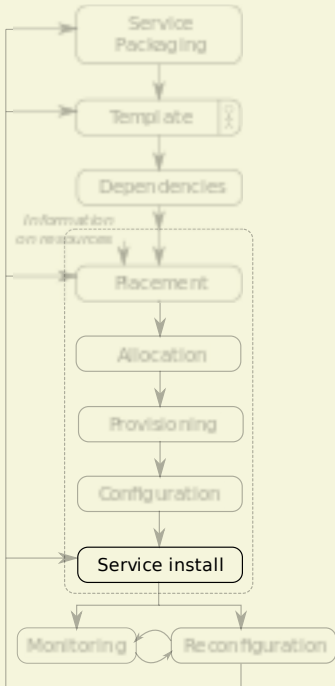 Service
Packaging
Template
Dependencies
Information
on resources
Placement
Allocation
Provisioning
Configuration
Service install
Monitoring
Reconfiguration